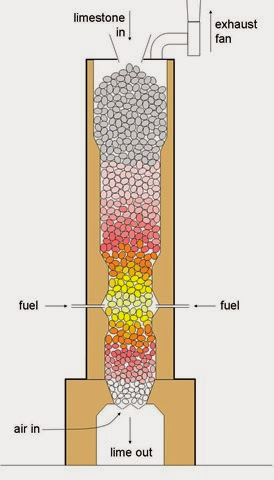 limestone
in
exhaust
fan
fuel
fuel
air in
lime out